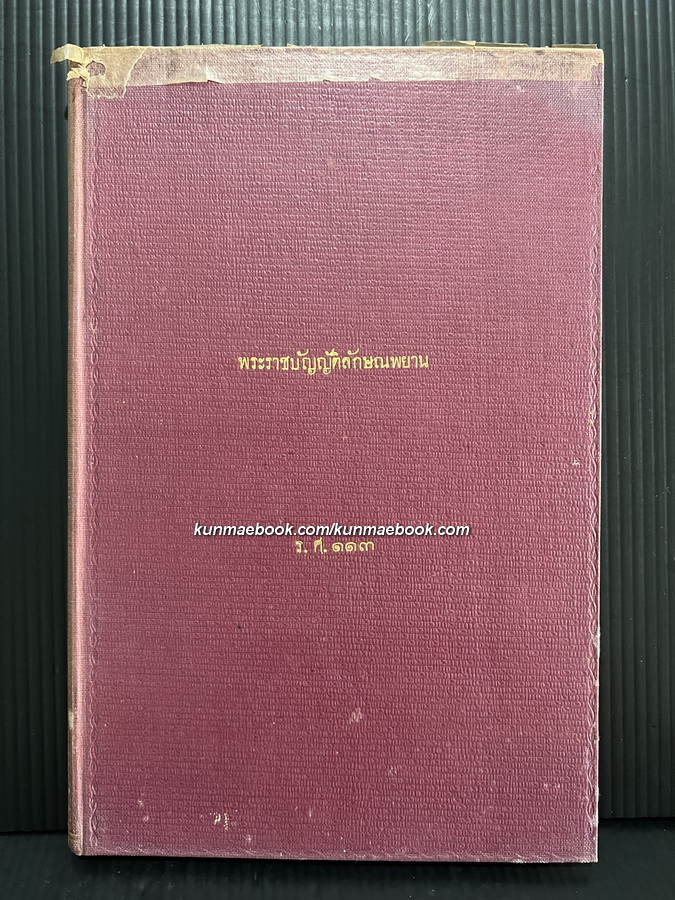 พระราชบัญญัติลักษณพยาน
kunmaebook.com/kunmaebook.com
ร. ศ. ๑๑๓